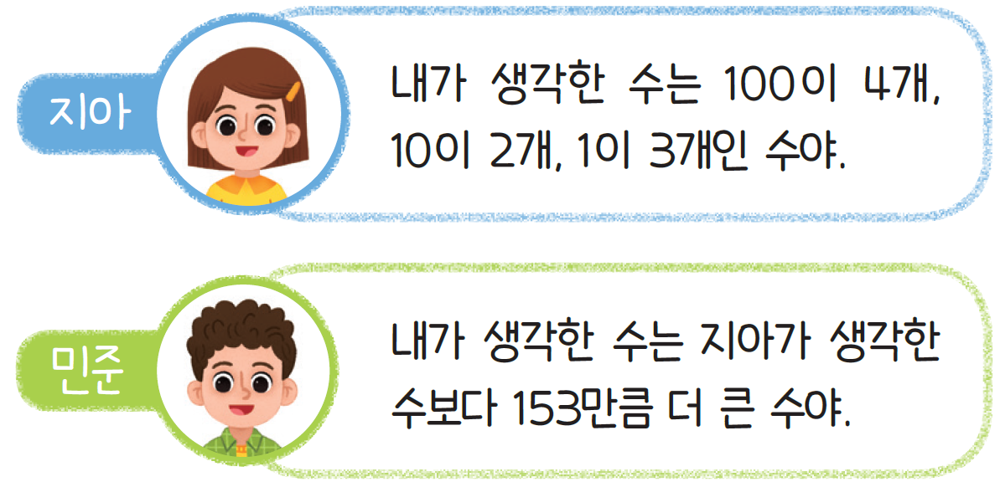 지아
내가 생각한 수는 100이 4개,
10이 2개, 1이 3개인 수야.
민준
내가 생각한 수는 지아가 생각한
수보다 153만큼 더 큰 수야.